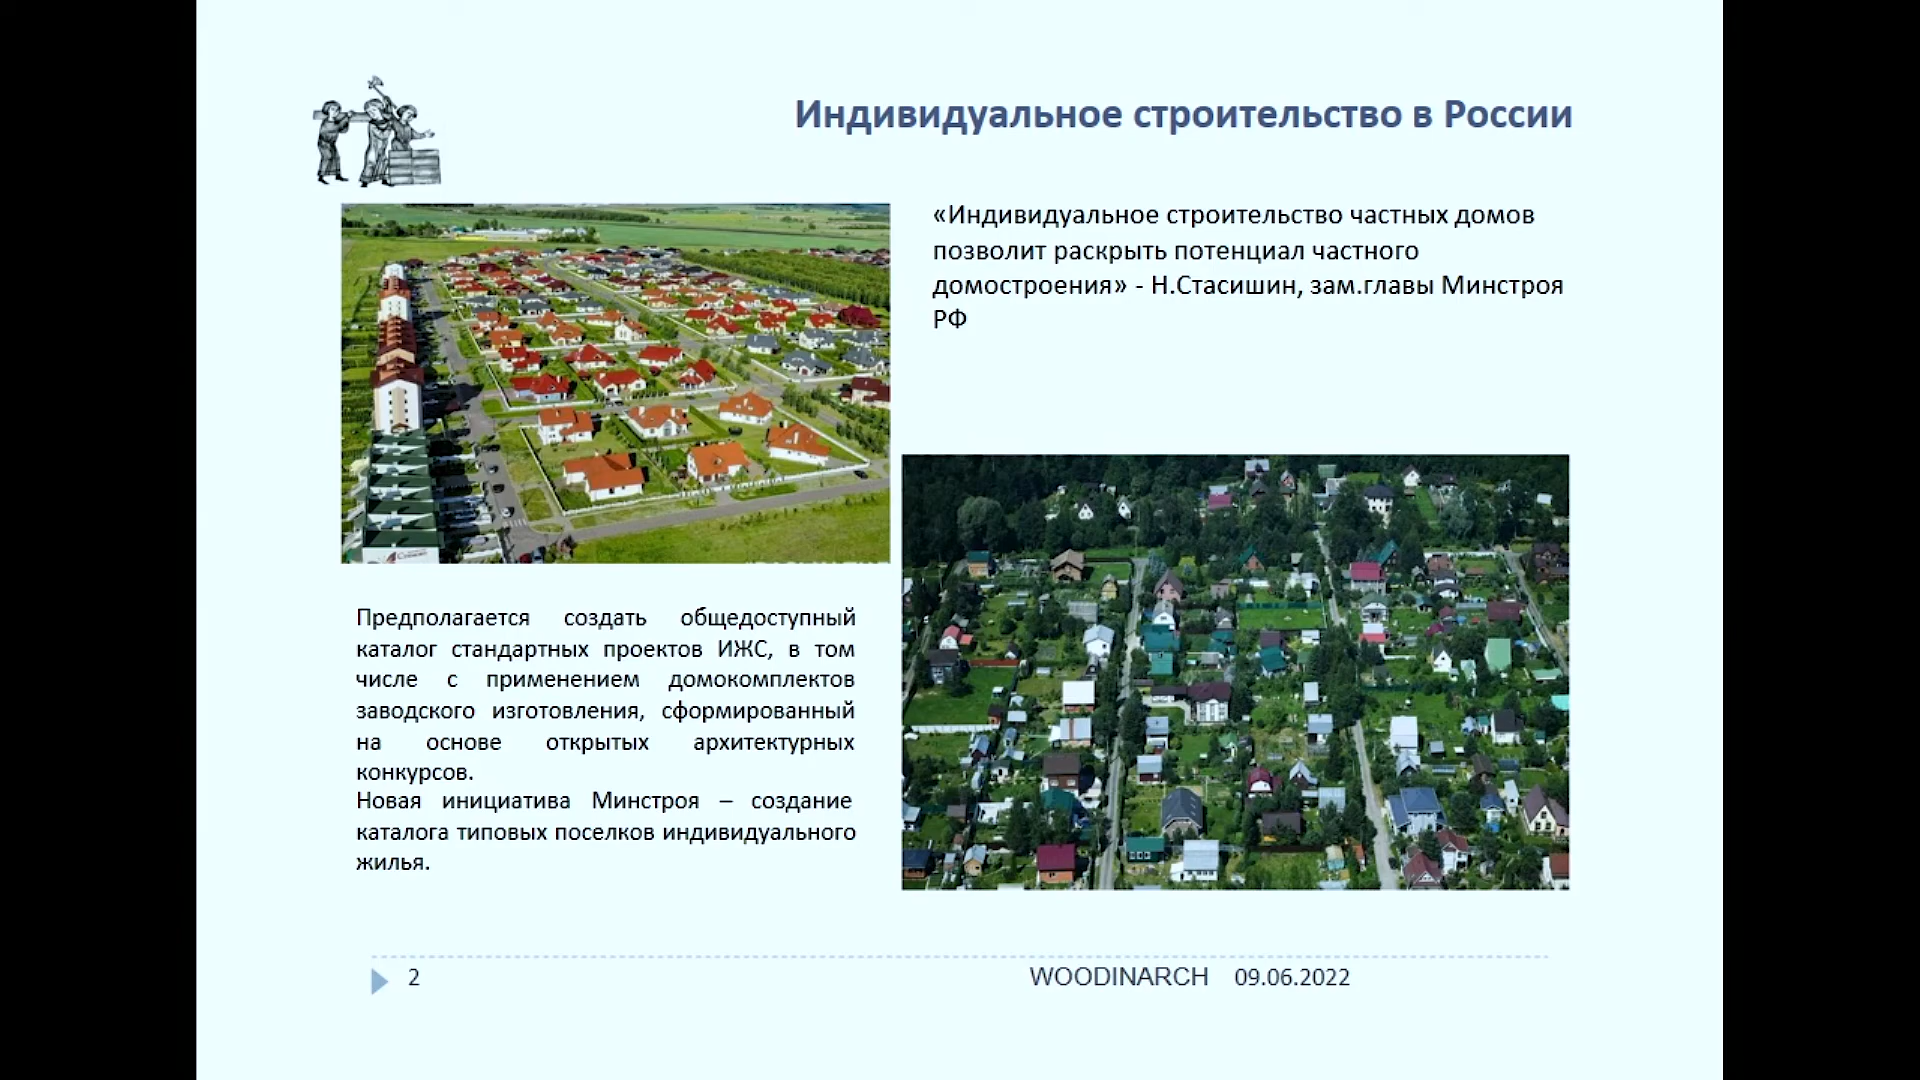 Индивидуальное строительство в России
«Индивидуальное строительство частных домов
позволит раскрыть потенциал частного
домостроения» - Н.Стасишин, зам.главы Минстроя
РФ
Предполагается создать общедоступный
каталог стандартных проектов ИЖС, в том
числе с применением домокомплектов
заводского изготовления, сформированный
на основе открытых архитектурных
конкурсов.
Новая инициатива Минстроя – создание
каталога типовых поселков индивидуального
жилья.
2
WOODINARCH 09.06.2022